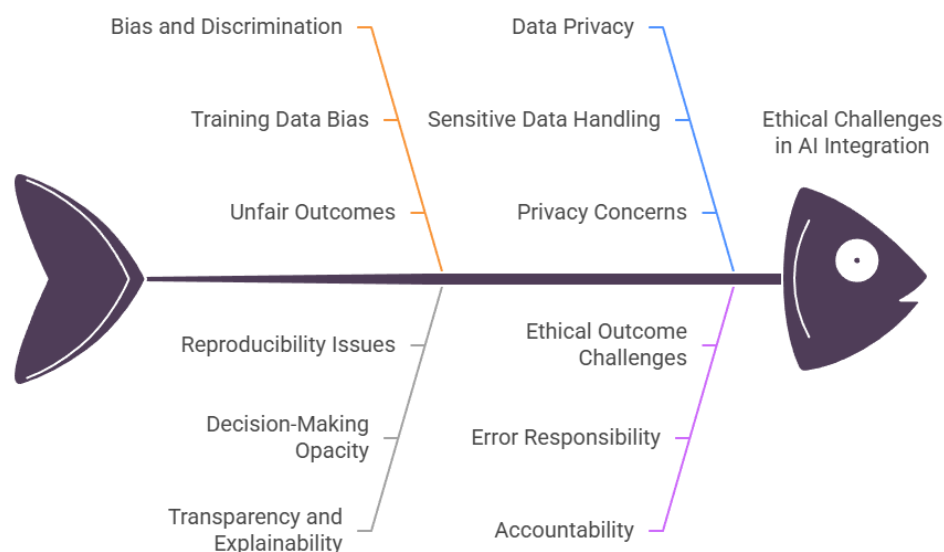 Bias and Discrimination
Training Data Bias
Unfair Outcomes
Data Privacy
Sensitive Data Handling
Privacy Concerns
Ethical Challenges
in AI Integration
Reproducibility Issues
Decision-Making
Opacity
Transparency and
Explainability
Ethical Outcome
Challenges
Error Responsibility
Accountability